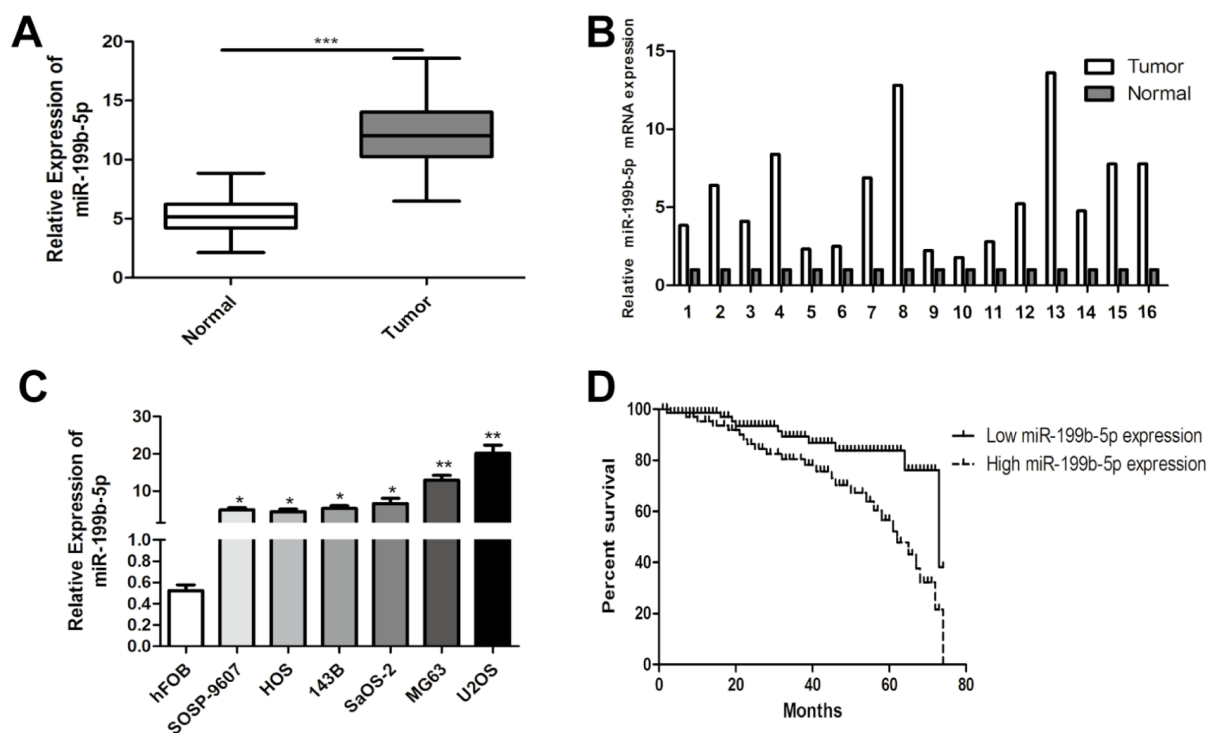 A
Relative Expression of
miR-199b-5p
20
15
10
5
0
***
Normal
Tumor
B
Relative miR-199b-5p mRNA expression
15
10
5
0
Tumor
Normal
1 2 3 4 5 6 7 8 9 10 11 12 13 14 15 16
C
Relative Expression of
miR-199b-5p
30
20
10
1.0
0.8
0.6
0.4
0.2
0.0
* * * * ** **
hFOB
SOSP-9607
HOS
143B
SaOS-2
MG63
U2OS
D
Percent survival
100
80
60
40
20
0
0 20 40 60 80
Months
Low miR-199b-5p expression
High miR-199b-5p expression